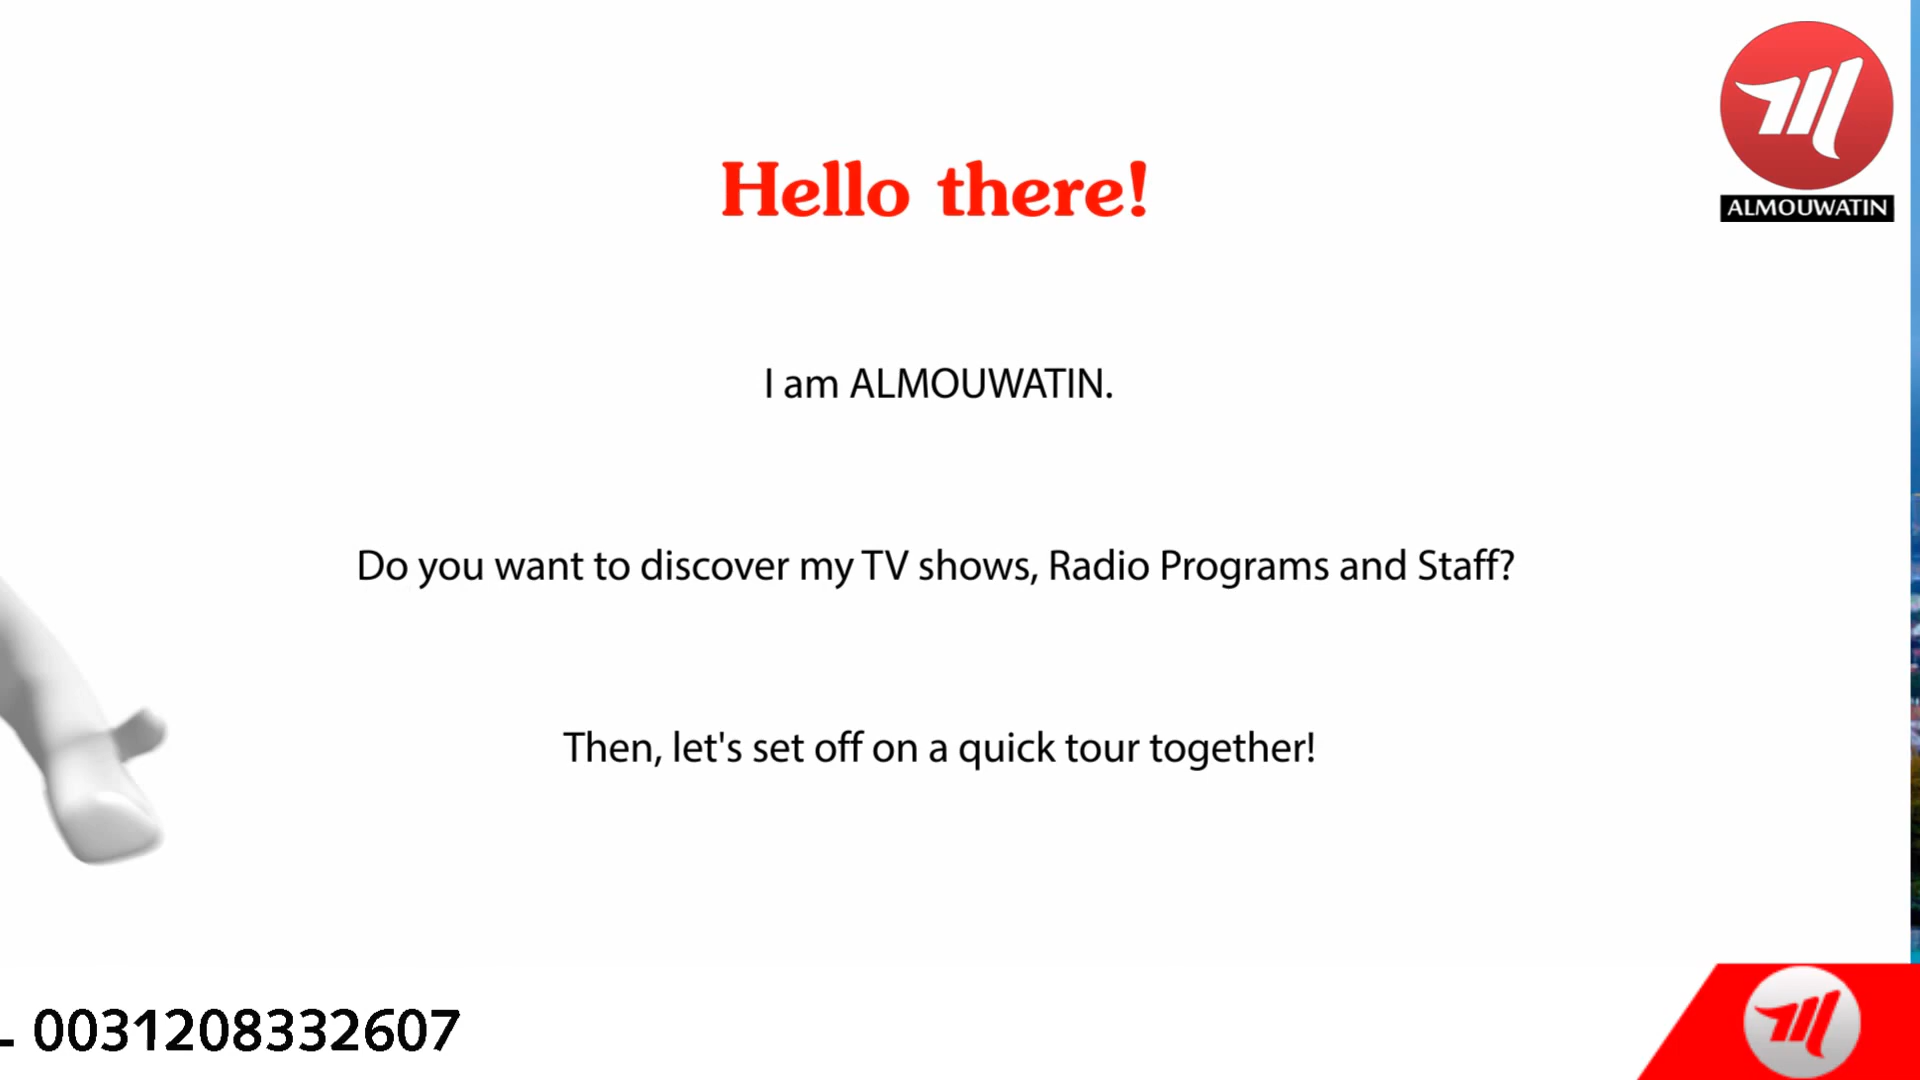 ALMOUWATIN
Hello there!
I am ALMOUWATIN.
Do you want to discover my TV shows, Radio Programs and Staff?
Then, let's set off on a quick tour together!
0031208332607